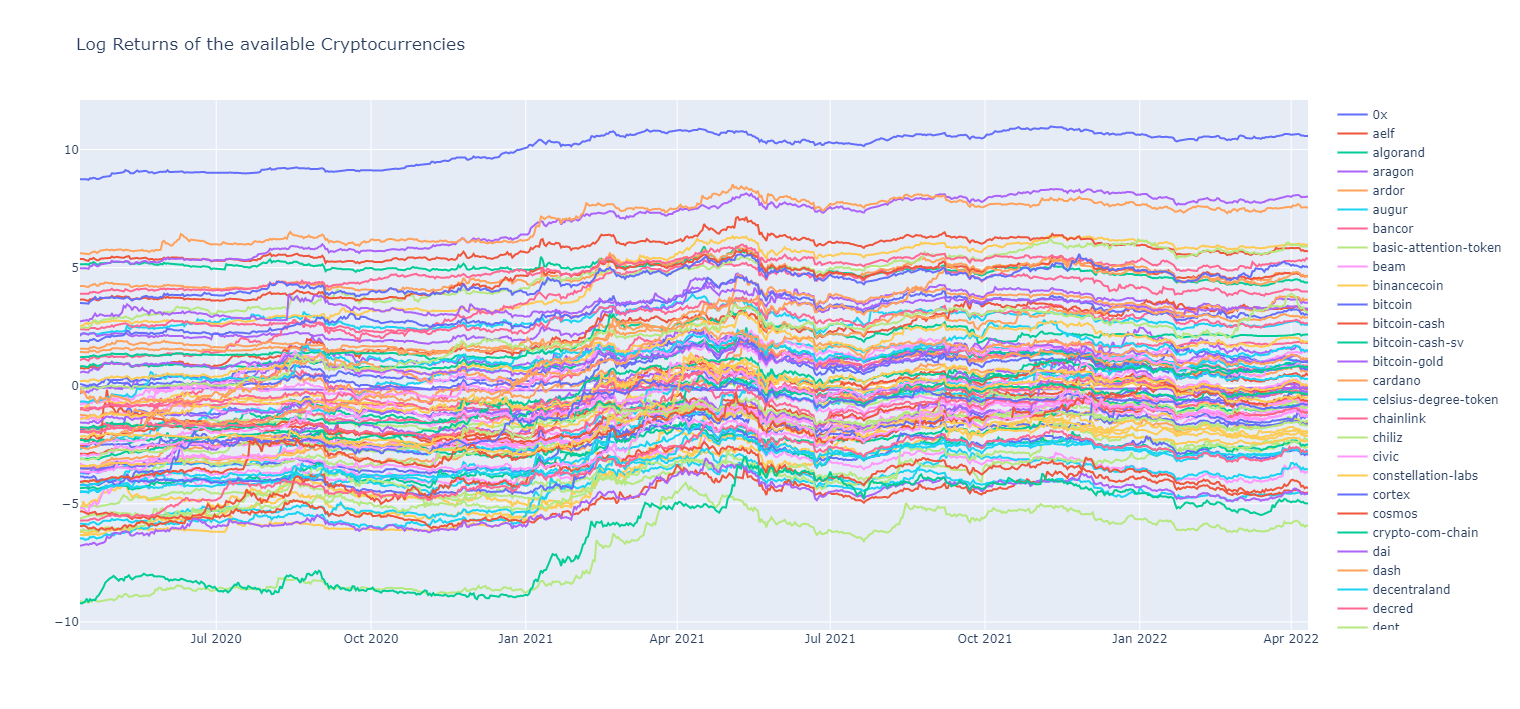 Log Returns of the available Cryptocurrencies
10
5
0
−5
−10
Jul 2020
Oct 2020
Jan 2021
Apr 2021
Jul 2021
Oct 2021
Jan 2022
Apr 2022
0x
aelf
algorand
aragon
ardor
augur
bancor
basic-attention-token
beam
binancecoin
bitcoin
bitcoin-cash
bitcoin-cash-sv
bitcoin-gold
cardano
celsius-degree-token
chainlink
chiliz
civic
constellation-labs
cortex
cosmos
crypto-com-chain
dai
dash
decentraland
decred
dent